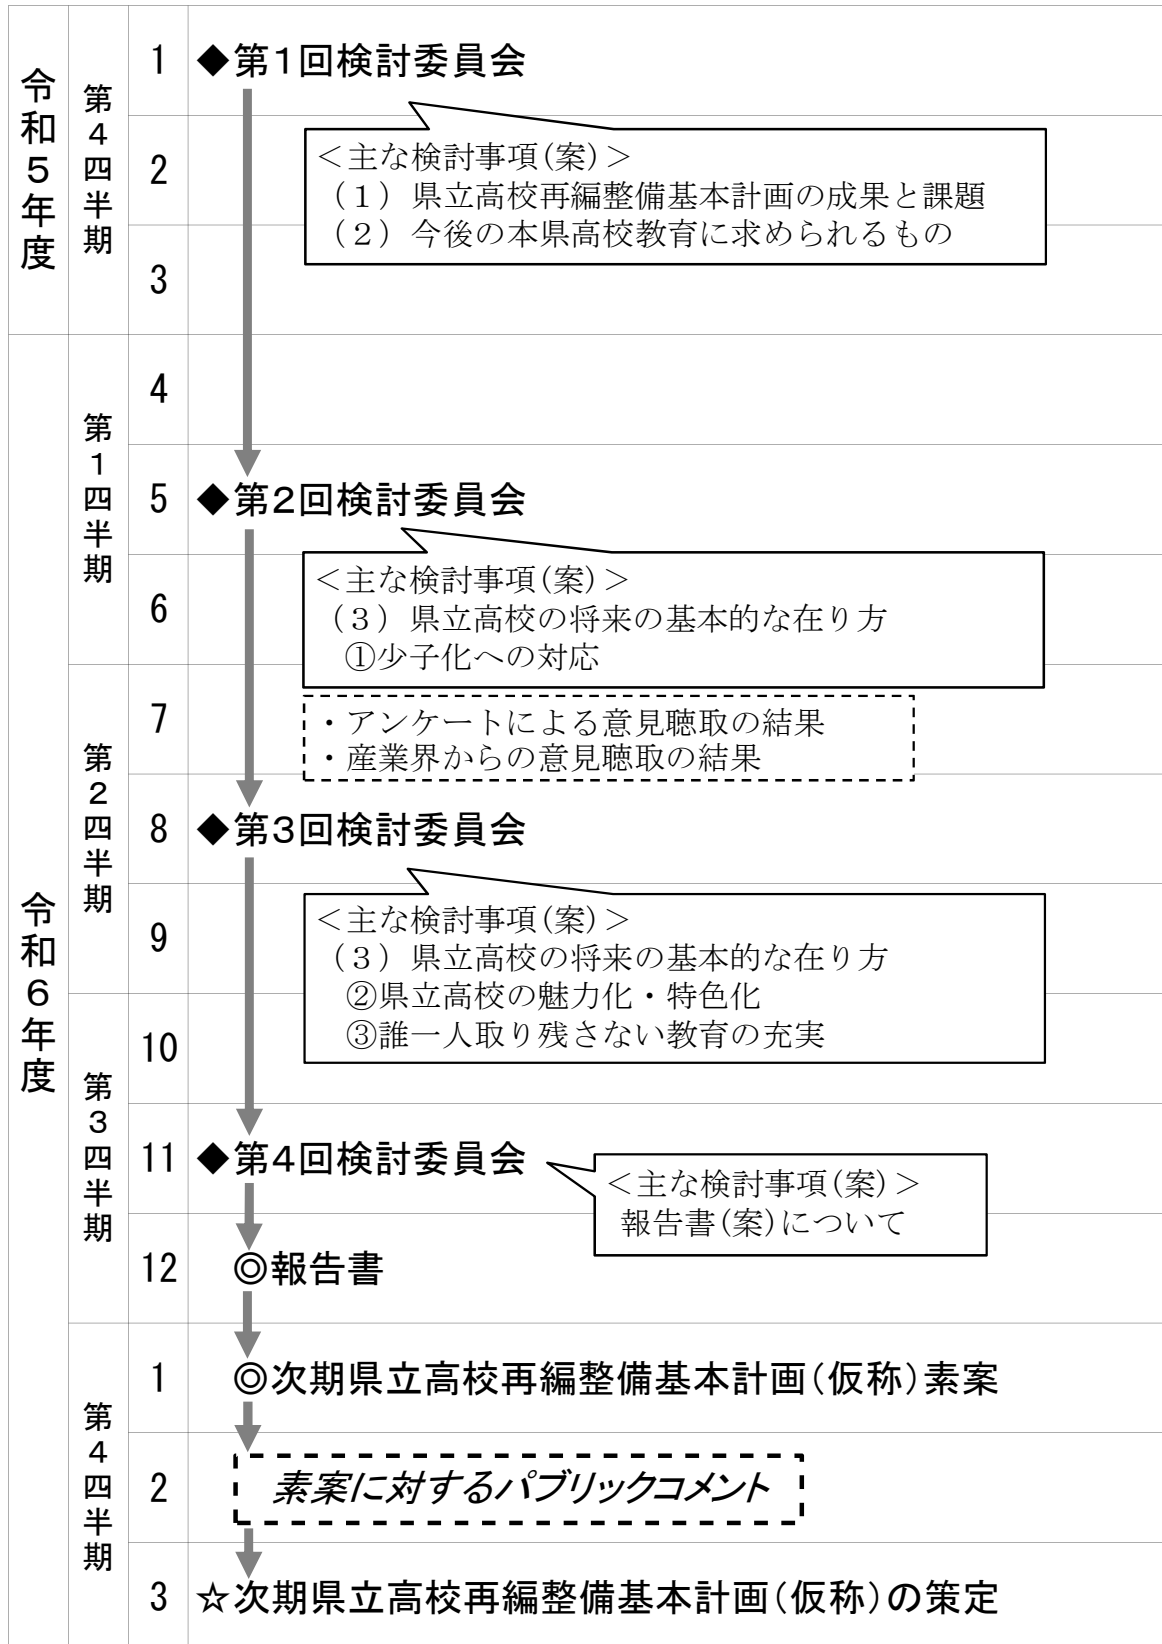 令和5年度
第4四半期
1
◆第1回検討委員会
<主な検討事項(案)>
(1)県立高校再編整備基本計画の成果と課題
(2)今後の本県高校教育に求められるもの
2
3
令和6年度
第1四半期
4
5
◆第2回検討委員会
<主な検討事項(案)>
(3)県立高校の将来の基本的な在り方
①少子化への対応
6
第2四半期
7
・アンケートによる意見聴取の結果
・産業界からの意見聴取の結果
8
◆第3回検討委員会
<主な検討事項(案)>
(3)県立高校の将来の基本的な在り方
②県立高校の魅力化・特色化
③誰一人取り残さない教育の充実
9
第3四半期
10
11
◆第4回検討委員会
<主な検討事項(案)>
報告書(案)について
12
◎報告書
第4四半期
1
◎次期県立高校再編整備基本計画(仮称)素案
2
素案に対するパブリックコメント
3
☆次期県立高校再編整備基本計画(仮称)の策定